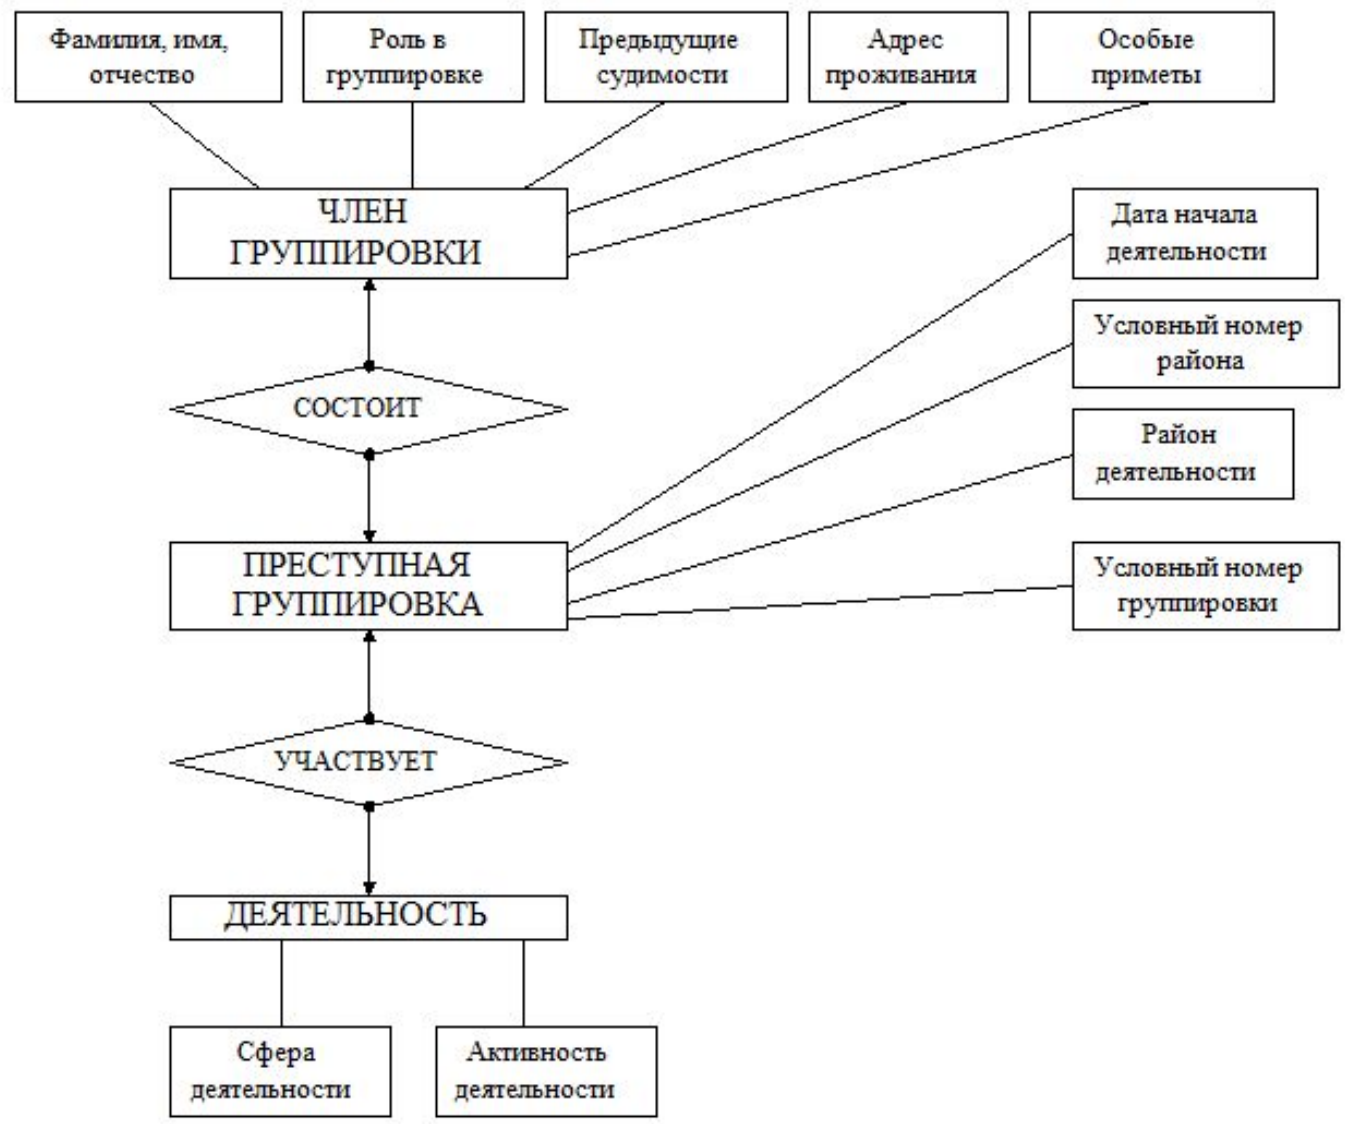 Фамилия, имя,
отчество
Роль в
группировке
Предыдущие
судимости
Адрес
проживания
Особые
приметы
ЧЛЕН
ГРУППИРОВКИ
Дата начала
деятельности
Условный номер
района
СОСТОИТ
Район
деятельности
ПРЕСТУПНАЯ
ГРУППИРОВКА
Условный номер
группировки
УЧАСТВУЕТ
ДЕЯТЕЛЬНОСТЬ
Сфера
деятельности
Активность
деятельности